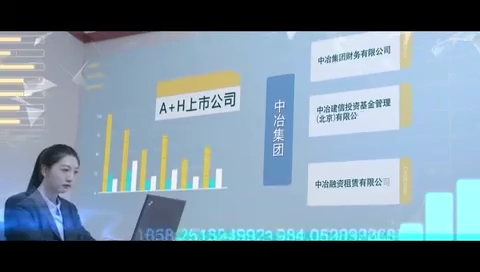 A+H上市公司
中冶集团
中冶集团财务有限公司
中冶建信投资基金管理
(北京)有限公
中冶融资租赁有限公司